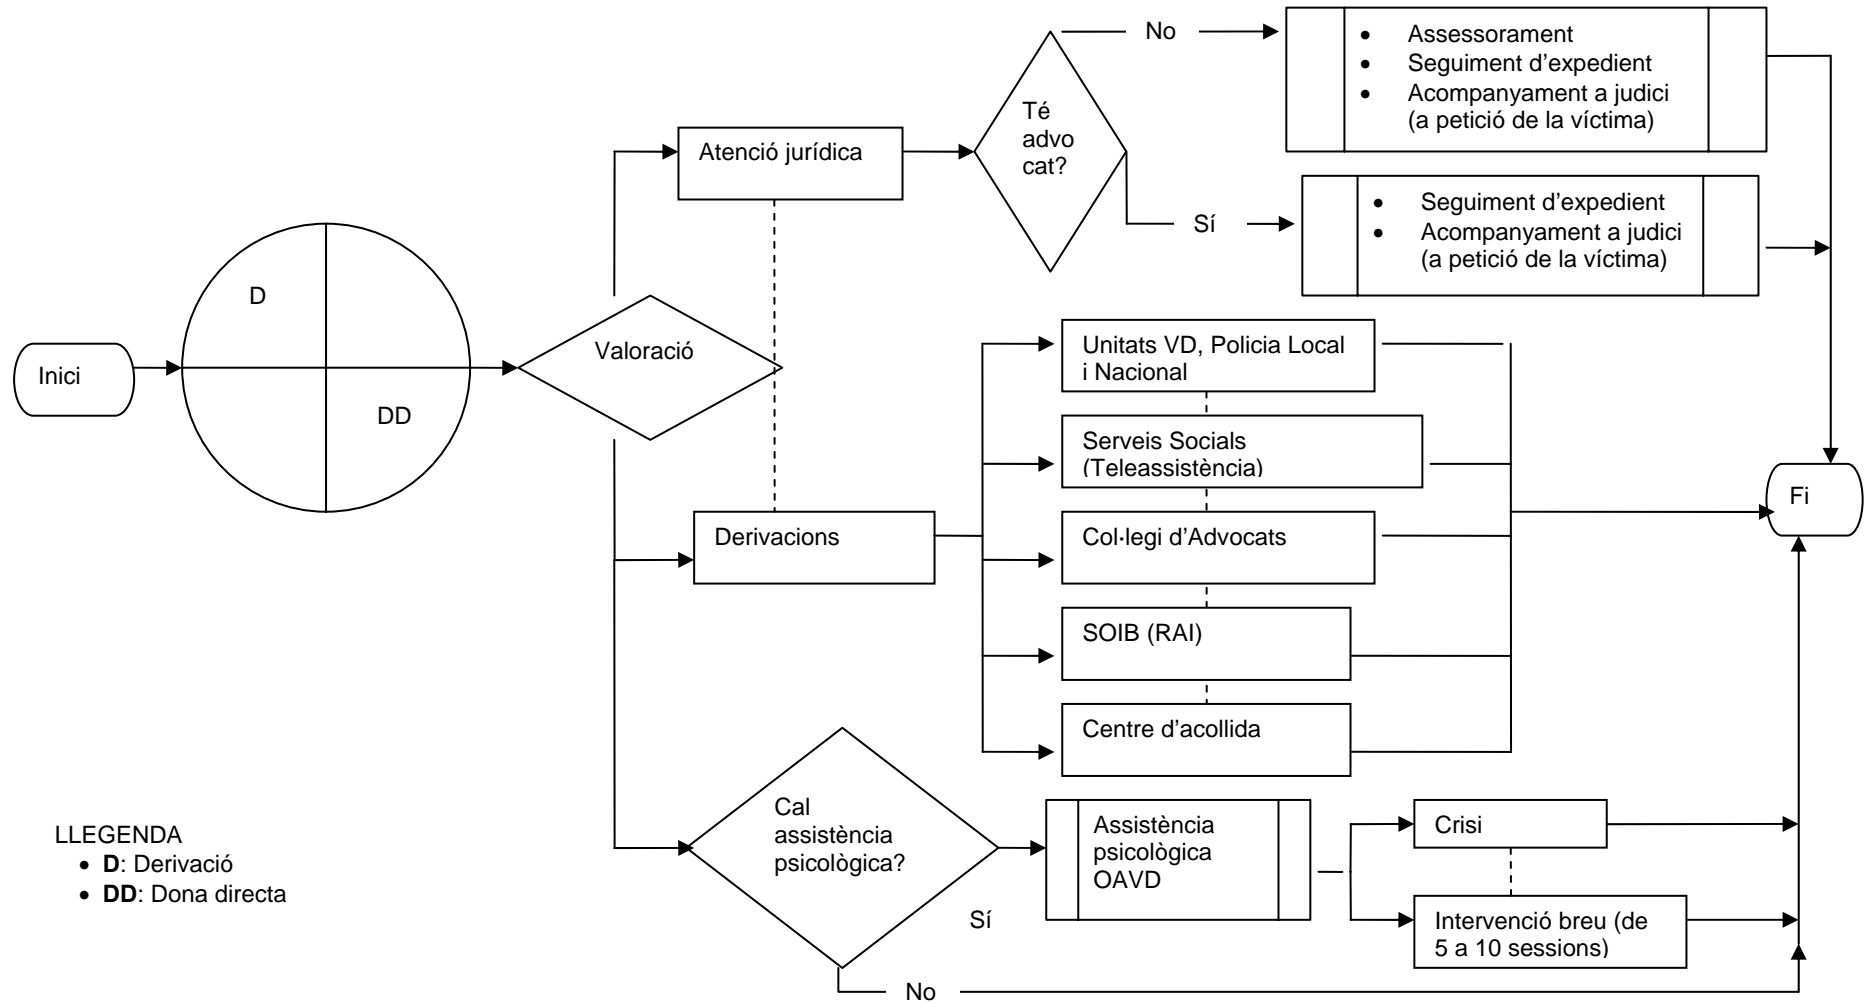 No
• Assessorament
• Seguiment d'expedient
• Acompanyament a judici
(a petició de la víctima)
Té
advo
cat?
Atenció jurídica
Sí
• Seguiment d'expedient
• Acompanyament a judici
(a petició de la víctima)
D
DD
Inici
Valoració
Unitats VD, Policia Local
i Nacional
Serveis Socials
(Teleassistència)
Derivacions
Col·legi d'Advocats
SOIB (RAI)
Centre d'acollida
Fi
Cal
assistència
psicològica?
Sí
No
Assistència
psicològica
OAVD
Crisi
Intervenció breu (de
5 a 10 sessions)
LLEGENDA
• D: Derivació
• DD: Dona directa